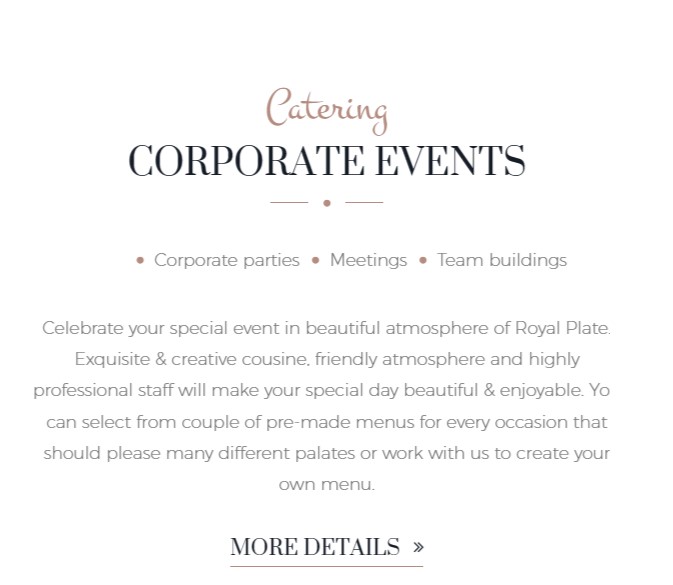 Catering
CORPORATE EVENTS
• Corporate parties • Meetings • Team buildings
Celebrate your special event in beautiful atmosphere of Royal Plate.
Exquisite & creative cousine, friendly atmosphere and highly
professional staff will make your special day beautiful & enjoyable. Yo
can select from couple of pre-made menus for every occasion that
should please many different palates or work with us to create your
own menu.
MORE DETAILS »